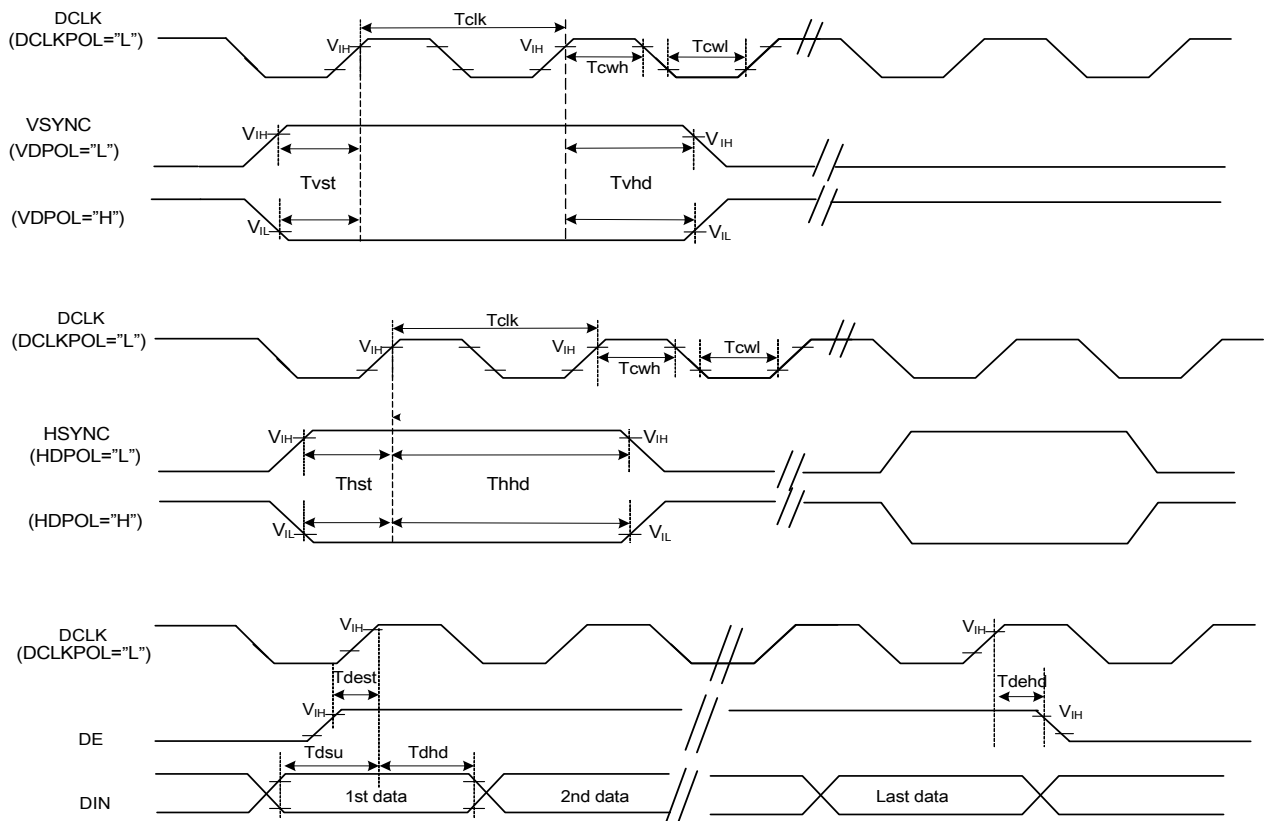 DCLK
(DCLKPOL="L")
Tclk
VIH
VIH
Tcwh
Tcwl
VSYNC
(VDPOL="L")
VIH
VIH
Tvst
Tvhd
(VDPOL="H")
VIL
VIL
DCLK
(DCLKPOL="L")
Tclk
VIH
VIH
Tcwh
Tcwl
HSYNC
(HDPOL="L")
VIH
VIH
Thst
Thhd
(HDPOL="H")
VIL
VIL
DCLK
(DCLKPOL="L")
VIH
VIH
Tdest
Tdehd
VIH
VIH
DE
Tdsu
Tdhd
DIN
1st data
2nd data
Last data